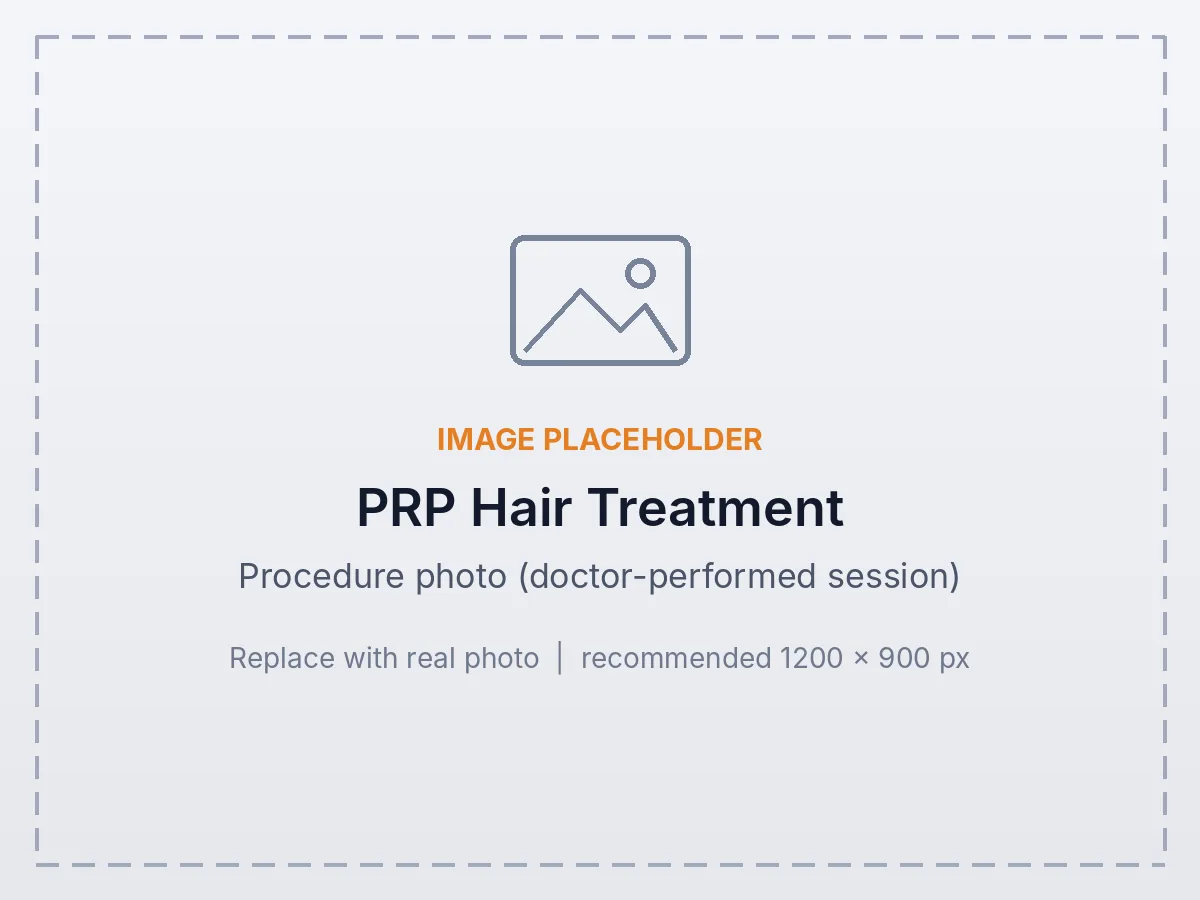 IMAGE PLACEHOLDER
PRP Hair Treatment
Procedure photo (doctor-performed session)
Replace with real photo | recommended 1200 × 900 px